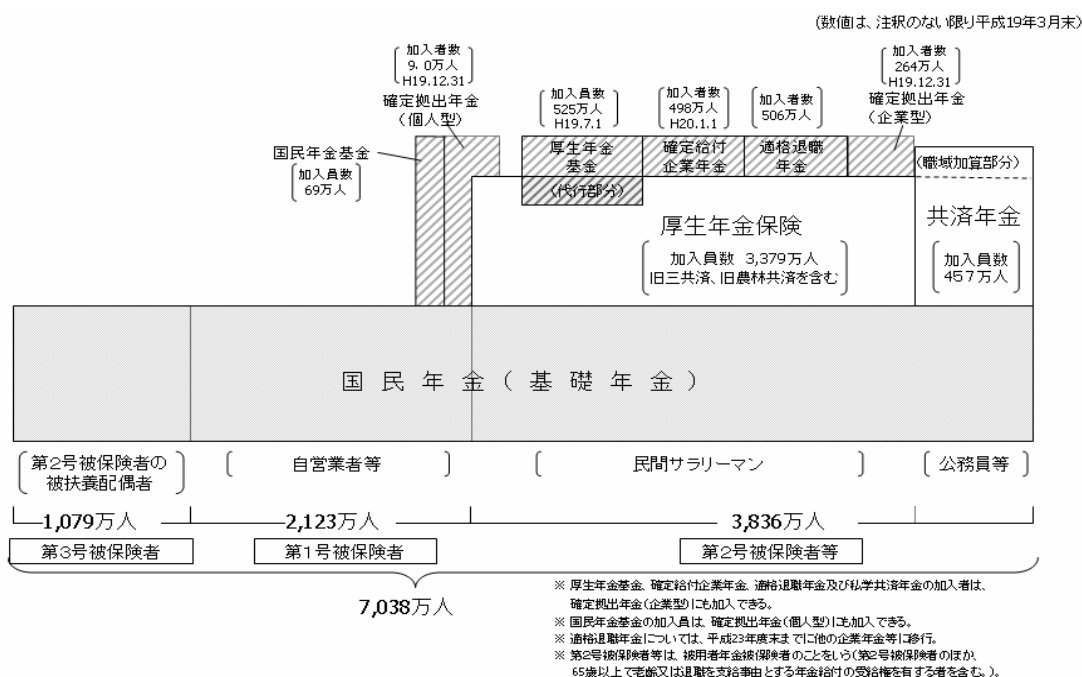 (数値は、注釈のない限り平成19年3月末)
加入者数
9.0万人
H19.12.31
確定拠出年金
(個人型)
加入員数
525万人
H19.7.1
加入者数
498万人
H20.1.1
加入者数
506万人
加入者数
264万人
H19.12.31
確定拠出年金
(企業型)
国民年金基金
加入員数
69万人
厚生年金
基金
確定給付
企業年金
適格退職
年金
(代行部分)
(職域加算部分)
厚生年金保険
加入員数 3,379万人
旧三共済、旧農林共済を含む
共済年金
加入員数
457万人
国民年金(基礎年金)
第2号被保険者の
被扶養配偶者
自営業者等
民間サラリーマン
公務員等
1,079万人
2,123万人
3,836万人
第3号被保険者
第1号被保険者
第2号被保険者等
7,038万人
※ 厚生年金基金、確定給付企業年金、適格退職年金及び私学共済年金の加入者は、
確定拠出年金(企業型)にも加入できる。
※ 国民年金基金の加入員は、確定拠出年金(個人型)にも加入できる。
※ 適格退職年金については、平成23年度末までに他の企業年金等に移行。
※ 第2号被保険者等は、被用者年金被保険者のことをいう(第2号被保険者のほか、
65歳以上で老齢又は退職を支給事由とする年金給付の受給権を有する者を含む。)。